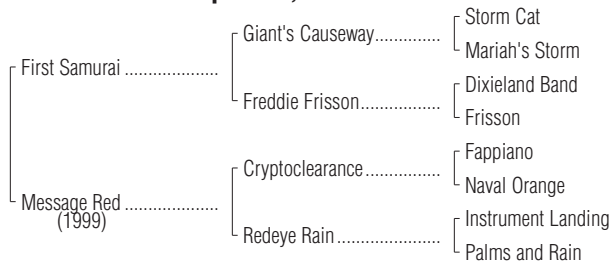 Storm Cat
Giant's Causeway
Mariah's Storm
First Samurai
Dixieland Band
Freddie Frisson
Frisson
Fappiano
Cryptoclearance
Naval Orange
Message Red
(1999)
Instrument Landing
Redeye Rain
Palms and Rain